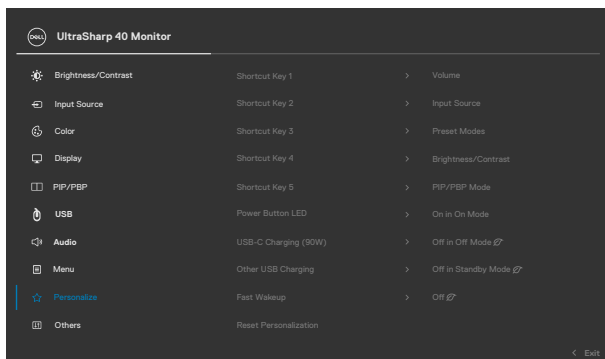 DELL UltraSharp 40 Monitor
Brightness/Contrast Shortcut Key 1 > Volume
Input Source Shortcut Key 2 > Input Source
Color Shortcut Key 3 > Preset Modes
Display Shortcut Key 4 > Brightness/Contrast
PIP/PBP Shortcut Key 5 > PIP/PBP Mode
USB Power Button LED > On in On Mode
Audio USB-C Charging (90W) > Off in Off Mode
Menu Other USB Charging > Off in Standby Mode
Personalize Fast Wakeup > Off
Others Reset Personalization
< Exit